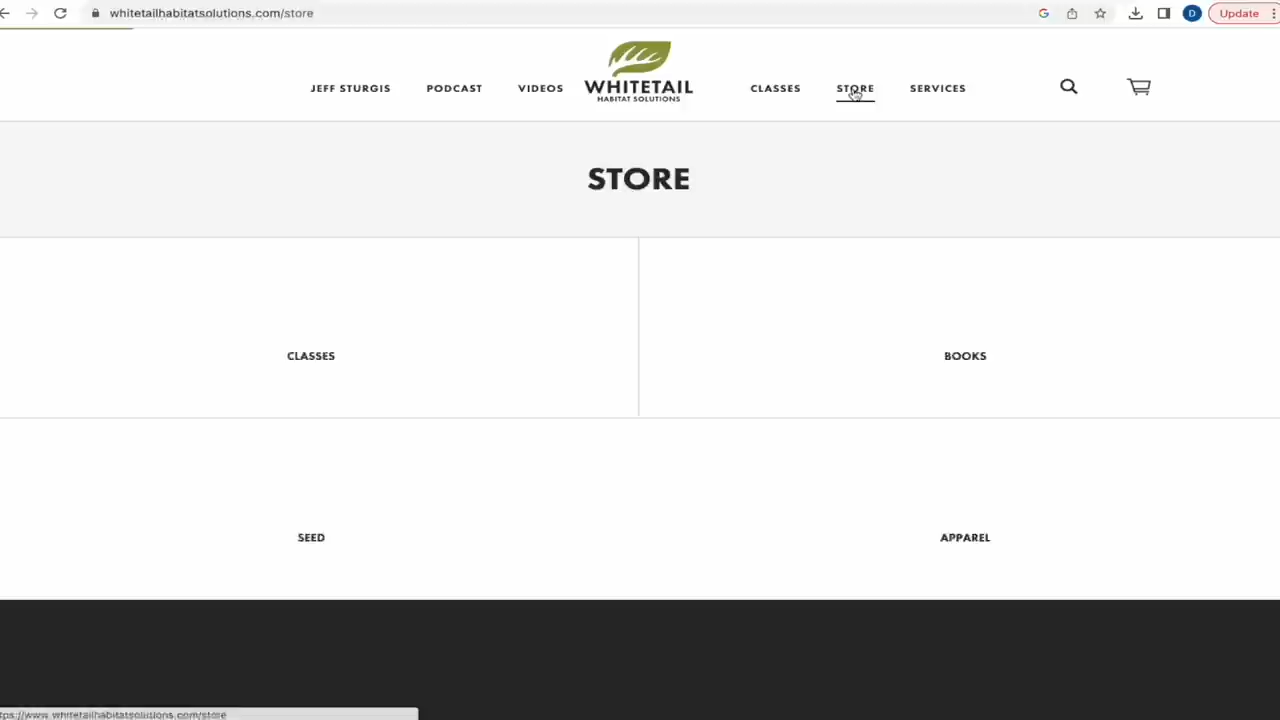 whitetailhabitatsolutions.com/store
Update
JEFF STURGIS PODCAST VIDEOS WHITETAIL CLASSES STORE SERVICES
HABITAT SOLUTIONS
STORE
CLASSES BOOKS
SEED APPAREL
tps://www.whitetailhabitatsolutions.com/store